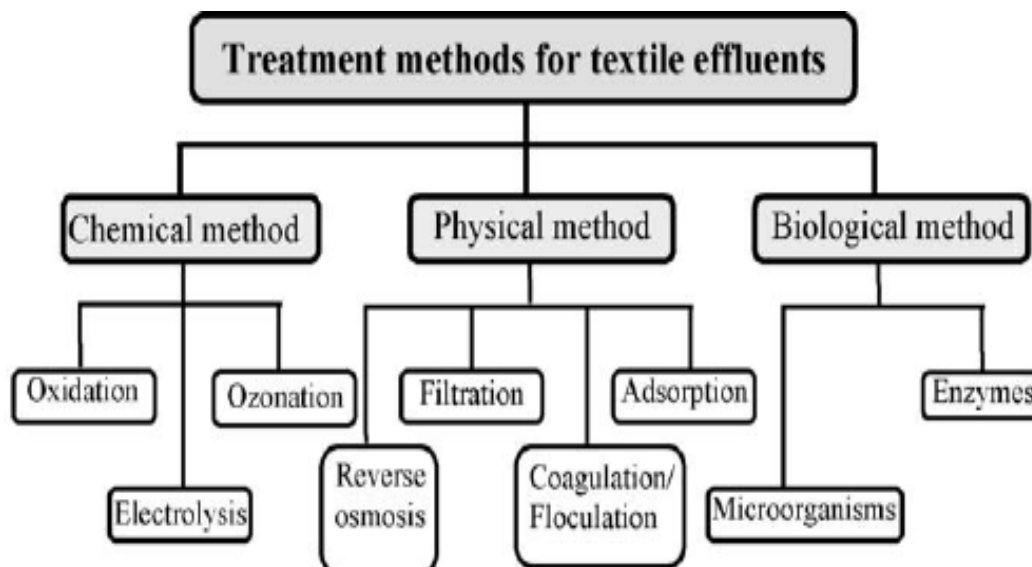 Treatment methods for textile effluents
Chemical method
Physical method
Biological method
Oxidation
Ozonation
Filtration
Adsorption
Enzymes
Electrolysis
Reverse
osmosis
Coagulation/
Floculation
Microorganisms